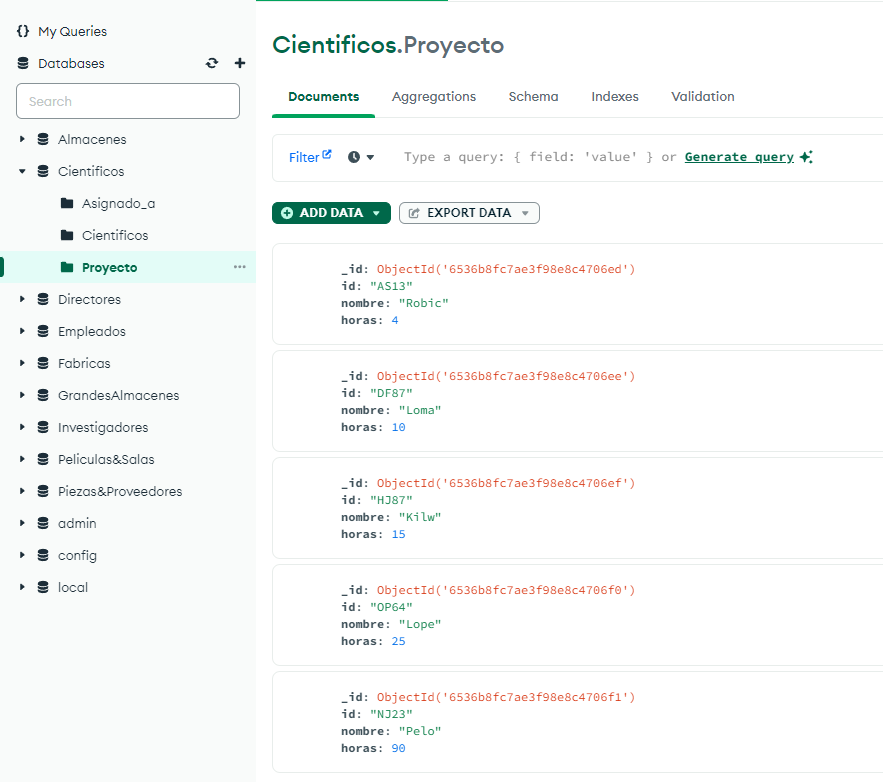 {} My Queries
Databases
Search
Almacenes
Cientificos
Asignado_a
Cientificos
Proyecto
Directores
Empleados
Fabricas
GrandesAlmacenes
Investigadores
Peliculas&Salas
Piezas&Proveedores
admin
config
local
Cientificos.Proyecto
Documents Aggregations Schema Indexes Validation
Filter Type a query: { field: 'value' } or Generate query
ADD DATA EXPORT DATA
_id: ObjectId('6536b8fc7ae3f98e8c4706ed')
id: "AS13"
nombre: "Robic"
horas: 4
_id: ObjectId('6536b8fc7ae3f98e8c4706ee')
id: "DF87"
nombre: "Loma"
horas: 10
_id: ObjectId('6536b8fc7ae3f98e8c4706ef')
id: "HJ87"
nombre: "Kilw"
horas: 15
_id: ObjectId('6536b8fc7ae3f98e8c4706f0')
id: "OP64"
nombre: "Lope"
horas: 25
_id: ObjectId('6536b8fc7ae3f98e8c4706f1')
id: "NJ23"
nombre: "Pelo"
horas: 90